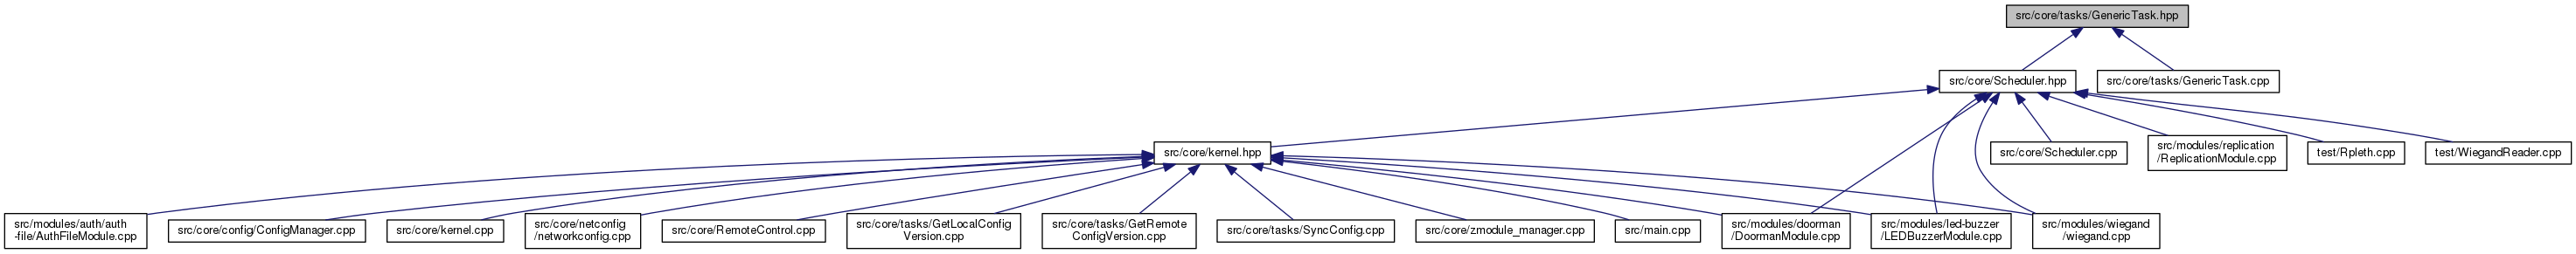 src/core/tasks/GenericTask.hpp
src/core/Scheduler.hpp
src/core/tasks/GenericTask.cpp
src/core/kernel.hpp
src/core/Scheduler.cpp
src/modules/replication
/ReplicationModule.cpp
test/Rpleth.cpp
test/WiegandReader.cpp
src/modules/auth/auth
-file/AuthFileModule.cpp
src/core/config/ConfigManager.cpp
src/core/kernel.cpp
src/core/netconfig
/networkconfig.cpp
src/core/RemoteControl.cpp
src/core/tasks/GetLocalConfig
Version.cpp
src/core/tasks/GetRemote
ConfigVersion.cpp
src/core/tasks/SyncConfig.cpp
src/core/zmodule_manager.cpp
src/main.cpp
src/modules/doorman
/DoormanModule.cpp
src/modules/led-buzzer
/LEDBuzzerModule.cpp
src/modules/wiegand
/wiegand.cpp